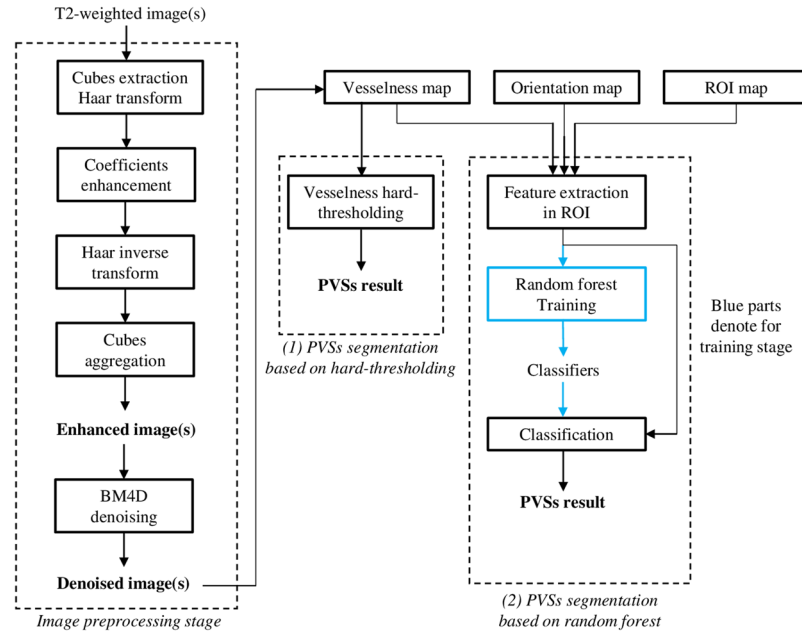 T2-weighted image(s)
Cubes extraction
Haar transform
Coefficients
enhancement
Haar inverse
transform
Cubes
aggregation
Enhanced image(s)
BM4D
denoising
Denoised image(s)
Image preprocessing stage
Vesselness map
Orientation map
ROI map
Vesselness hard-
thresholding
PVSs result
(1) PVSs segmentation
based on hard-thresholding
Feature extraction
in ROI
Random forest
Training
Classifiers
Classification
PVSs result
(2) PVSs segmentation
based on random forest
Blue parts
denote for
training stage